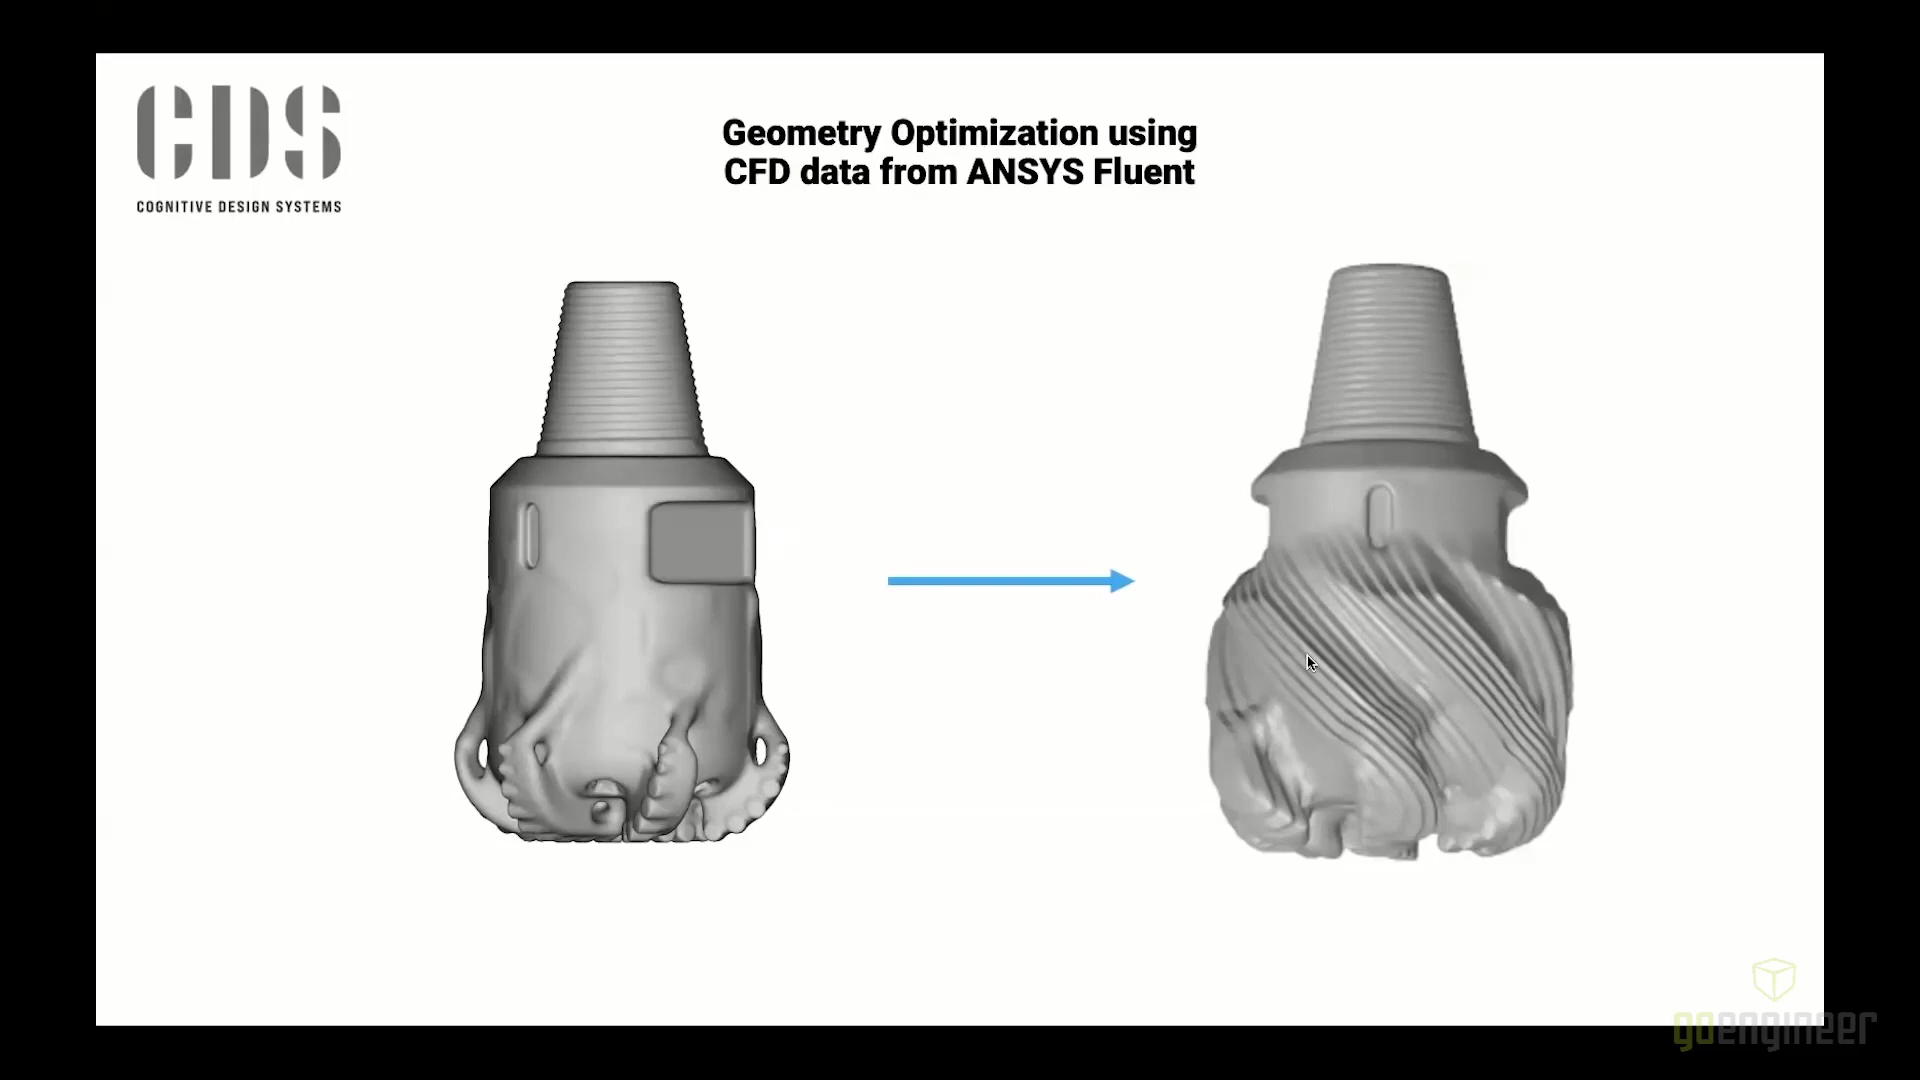 CDS
COGNITIVE DESIGN SYSTEMS
Geometry Optimization using
CFD data from ANSYS Fluent
goengineer